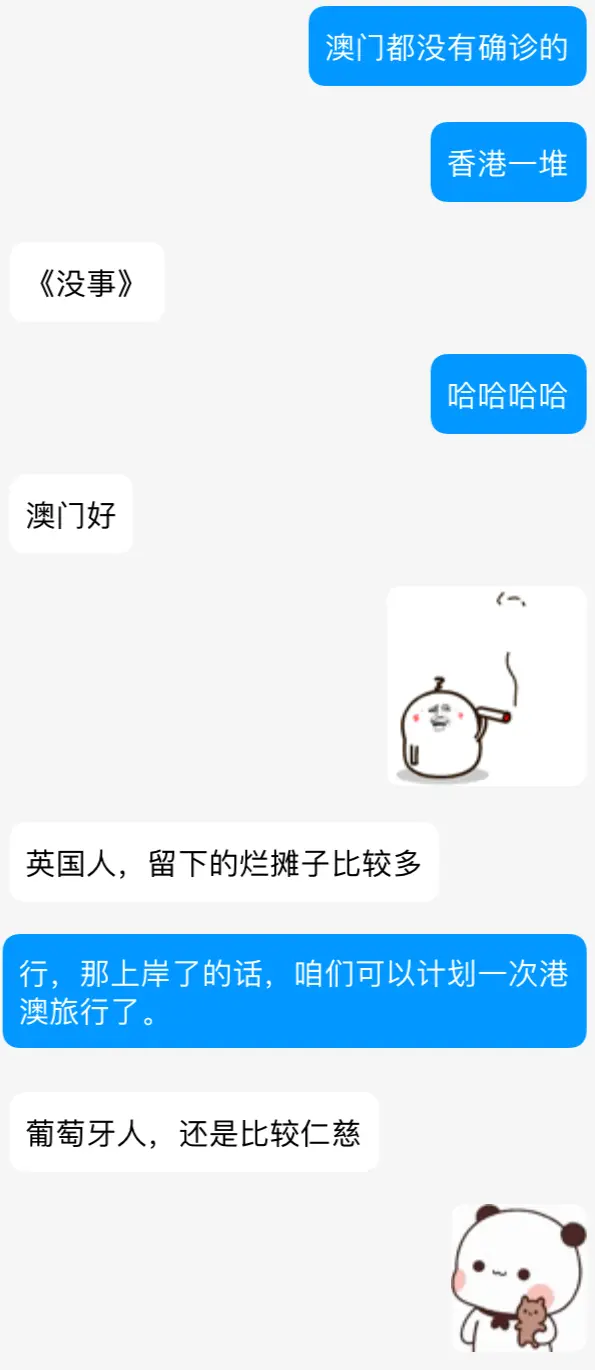 澳门都没有确诊的
香港一堆
《没事》
哈哈哈哈
澳门好
英国人，留下的烂摊子比较多
行，那上岸了的话，咱们可以计划一次港
澳旅行了。
葡萄牙人，还是比较仁慈